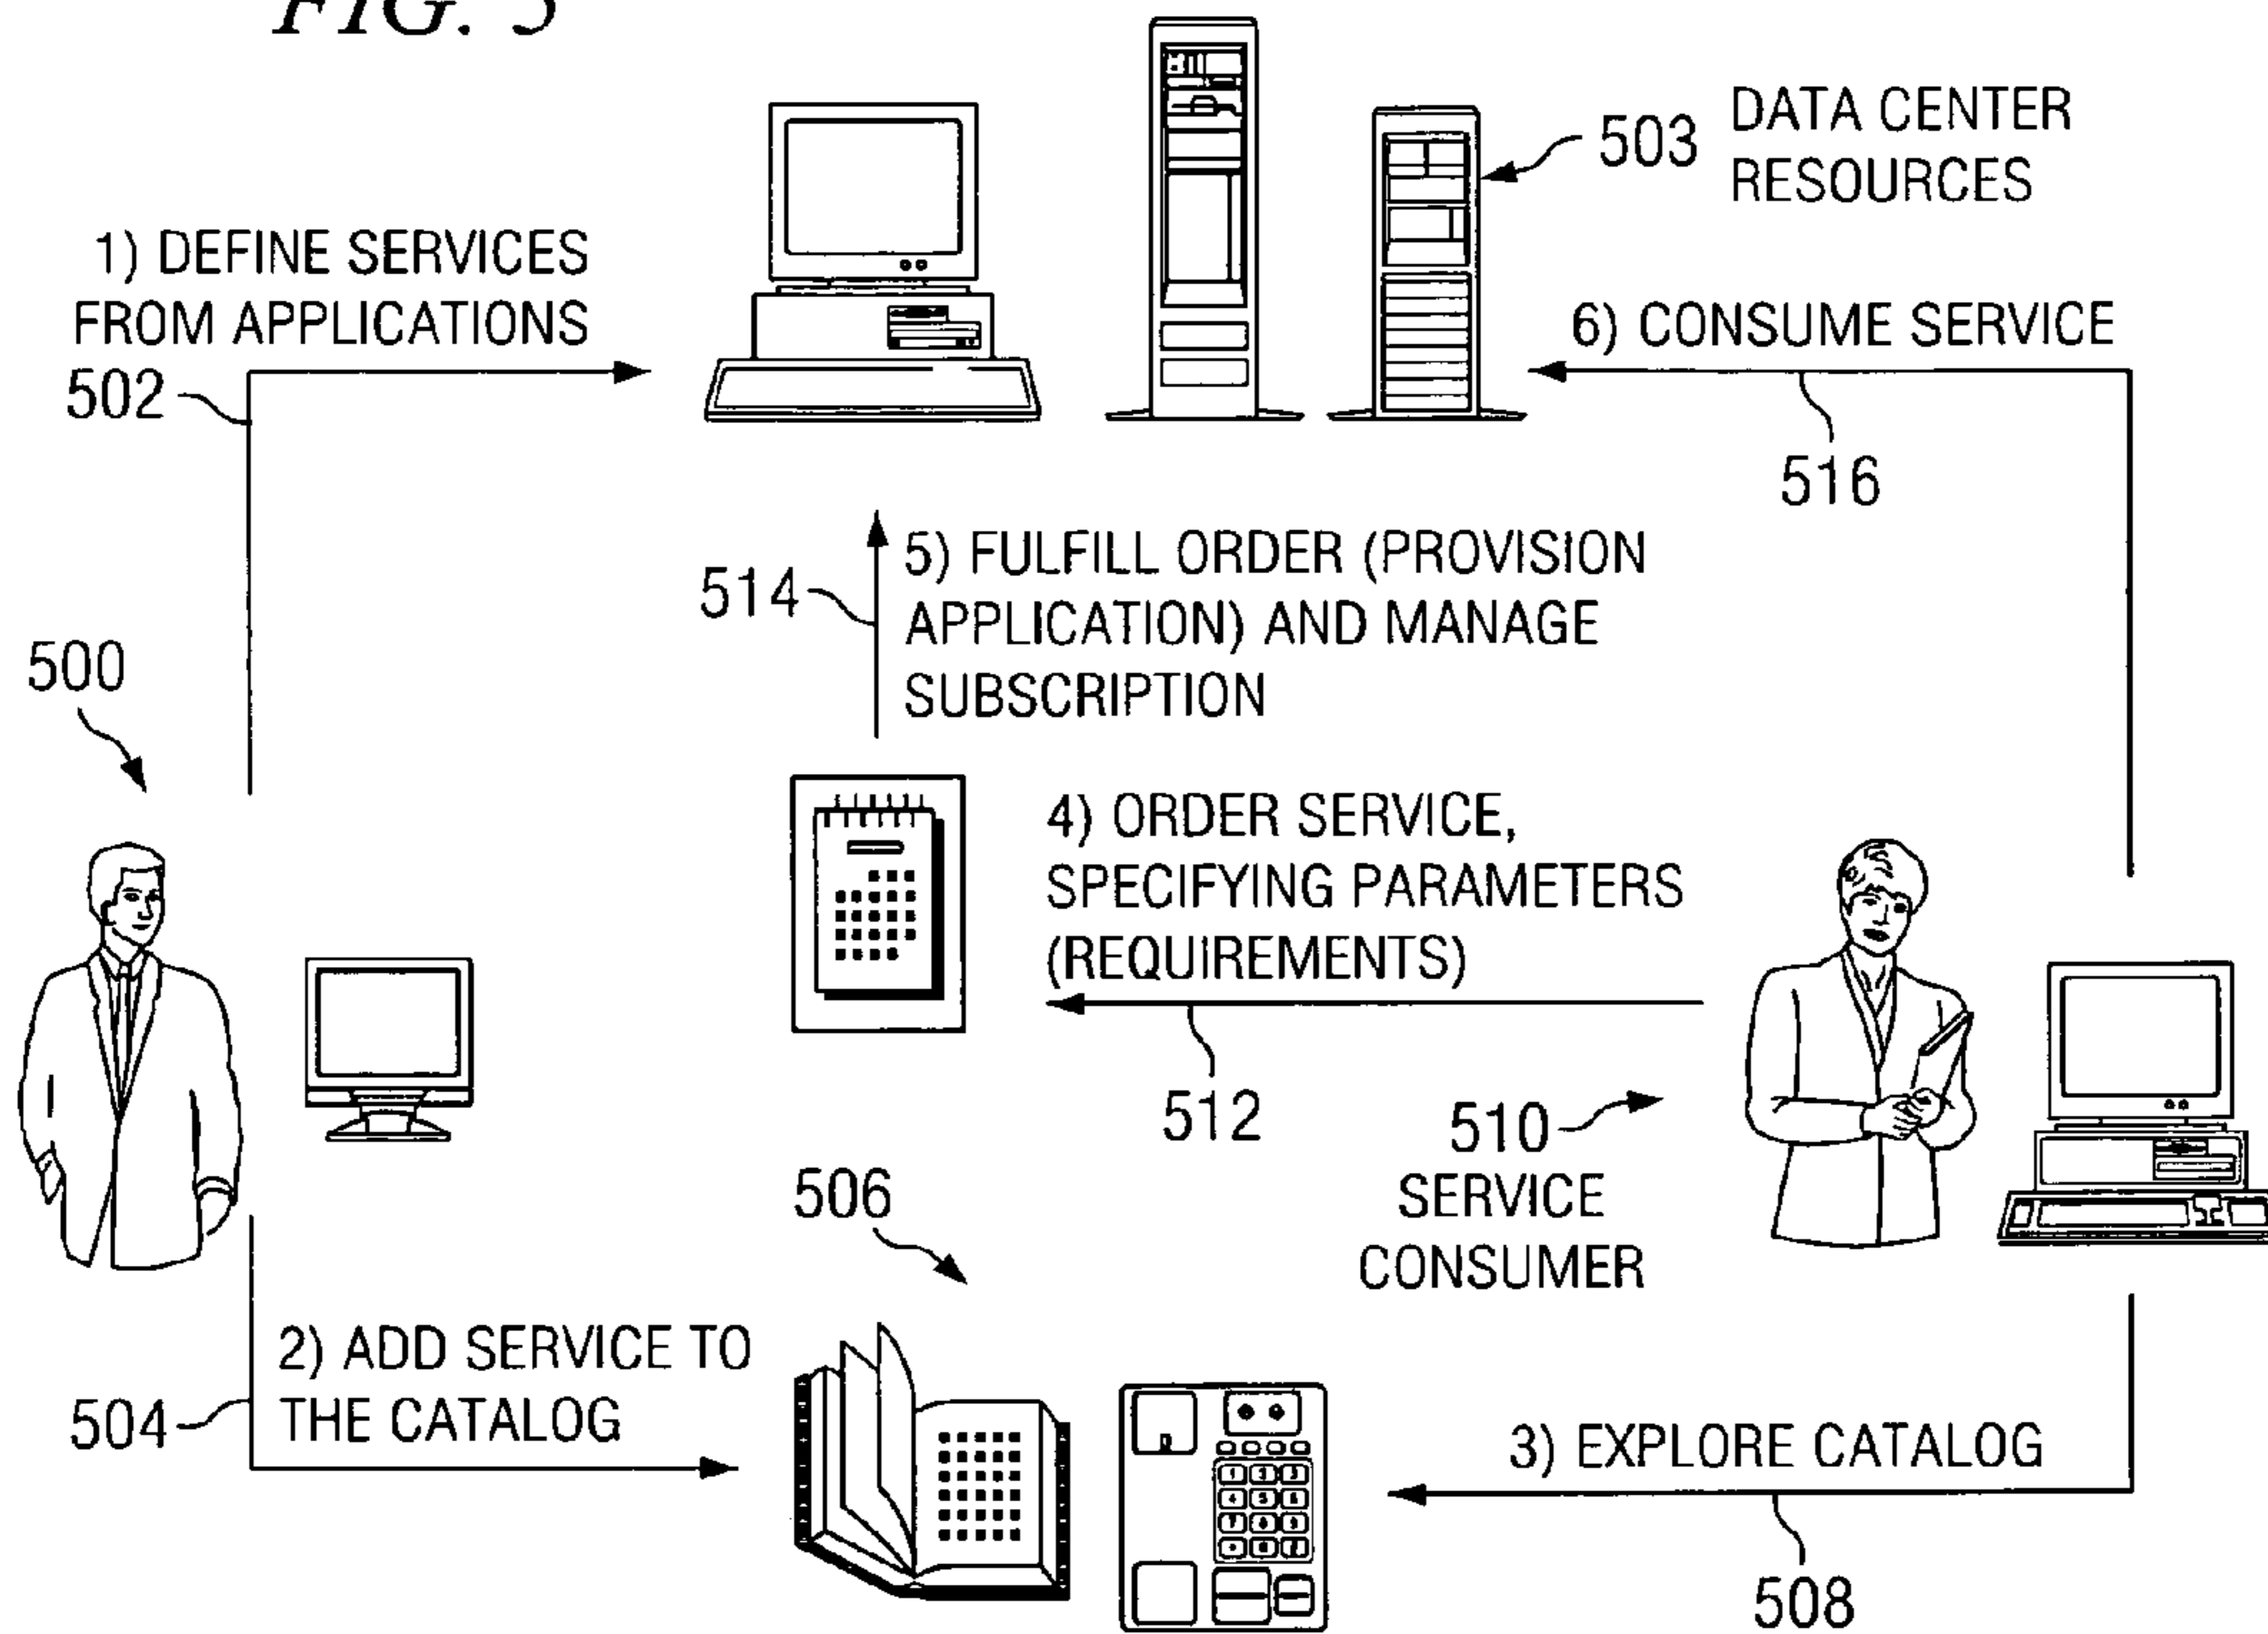 FIG. 5
503
DATA CENTER
RESOURCES
1) DEFINE SERVICES
FROM APPLICATIONS
502
6) CONSUME SERVICE
516
5) FULFILL ORDER (PROVISION
APPLICATION) AND MANAGE
SUBSCRIPTION
514
500
4) ORDER SERVICE,
SPECIFYING PARAMETERS
(REQUIREMENTS)
512
510
SERVICE
CONSUMER
506
2) ADD SERVICE TO
THE CATALOG
504
3) EXPLORE CATALOG
508